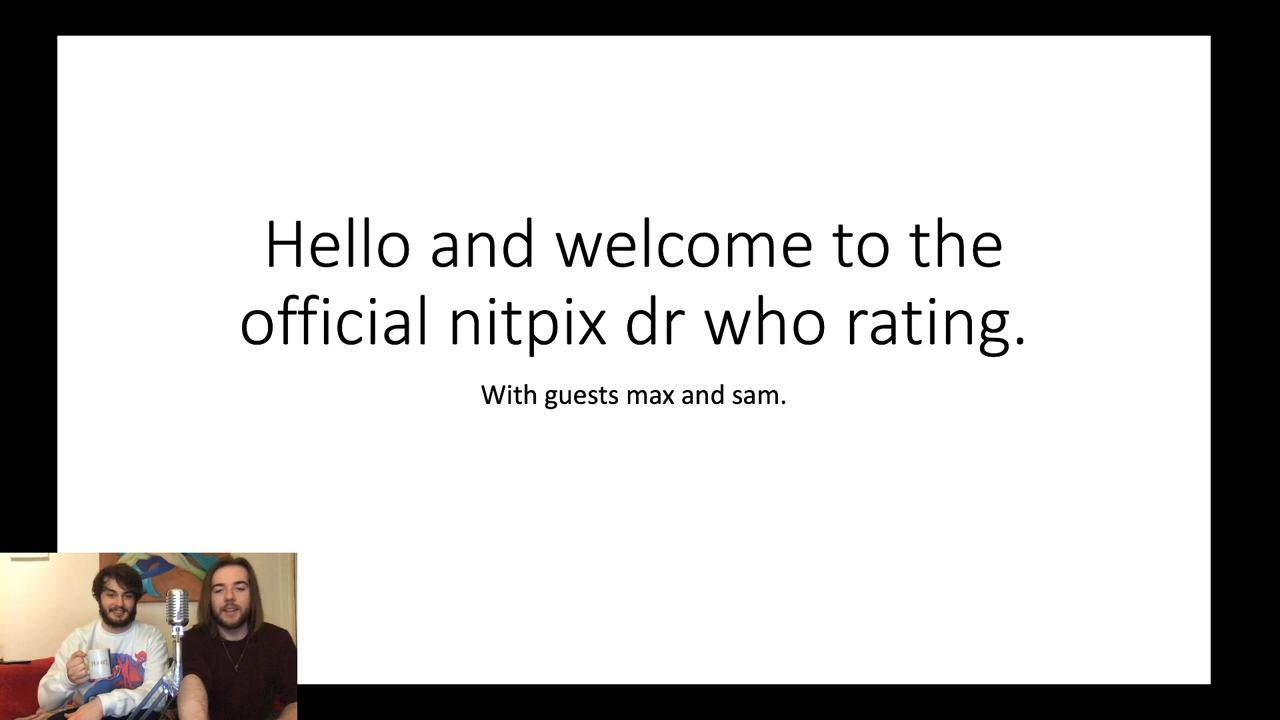 Hello and welcome to the
official nitpix dr who rating.
With guests max and sam.